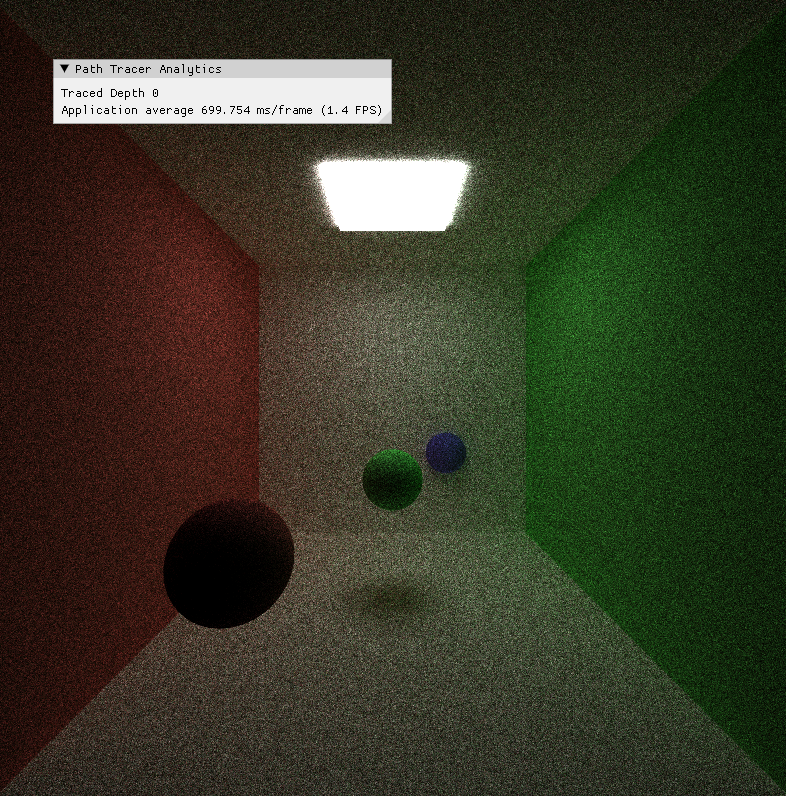 Path Tracer Analytics
Traced Depth 0
Application average 699.754 ms/frame (1.4 FPS)